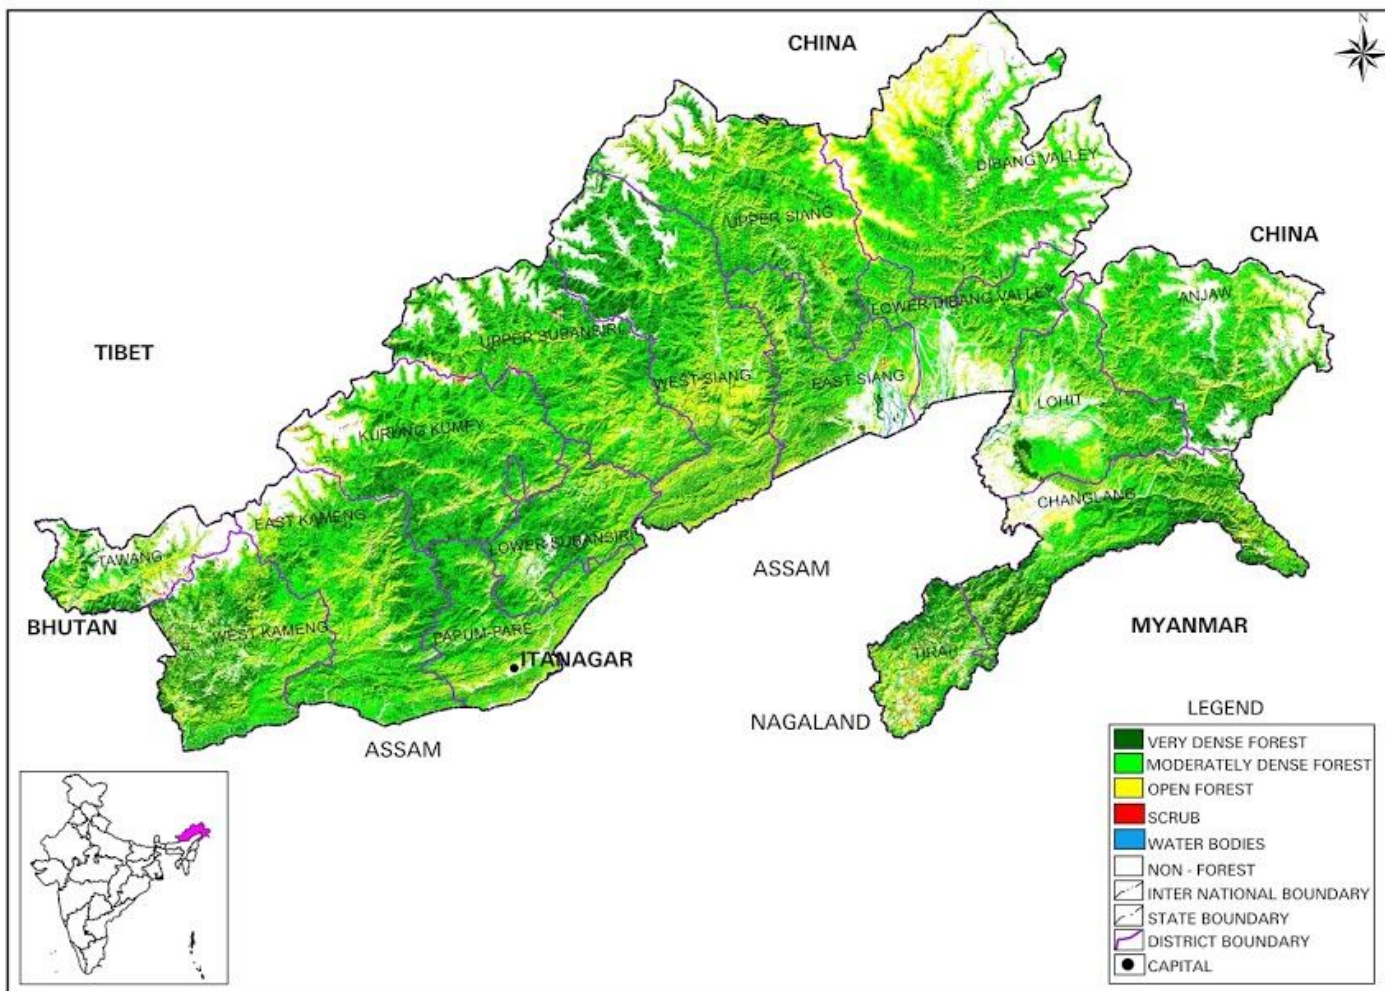 N
CHINA
DIBANG VALLEY
UPPER SIANG
CHINA
ANJAW
LOWER DIBANG VALLEY
UPPER SUBANSIRI
TIBET
WEST SIANG
EAST SIANG
LOHIT
KURUNG KUMEY
CHANGLANG
EAST KAMENG
LOWER SUBANSIRI
TAWANG
ASSAM
BHUTAN
WEST KAMENG
PAPUM-PARE
MYANMAR
TIRAP
ITANAGAR
NAGALAND
ASSAM
LEGEND
VERY DENSE FOREST
MODERATELY DENSE FOREST
OPEN FOREST
SCRUB
WATER BODIES
NON - FOREST
INTER NATIONAL BOUNDARY
STATE BOUNDARY
DISTRICT BOUNDARY
CAPITAL